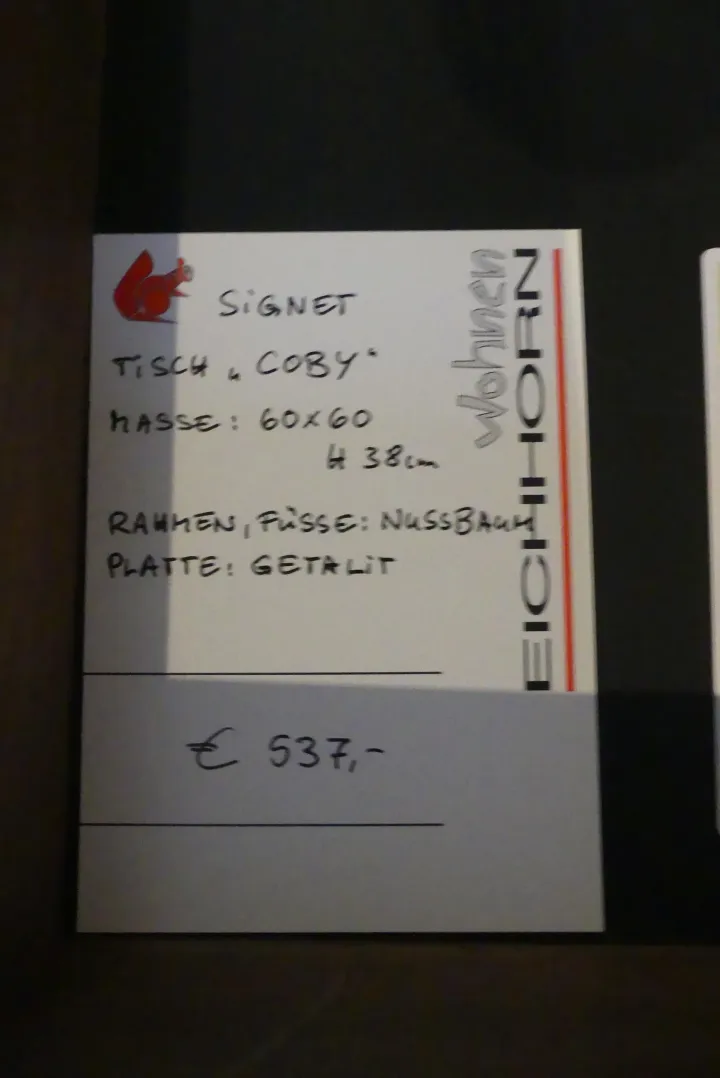 SIGNET
TISCH „COBY“
MASSE: 60x60
H 38cm
RAHMEN, FÜSSE: NUSSBAUM
PLATTE: GETALIT
€ 537,-
wohnen
EICHHORN